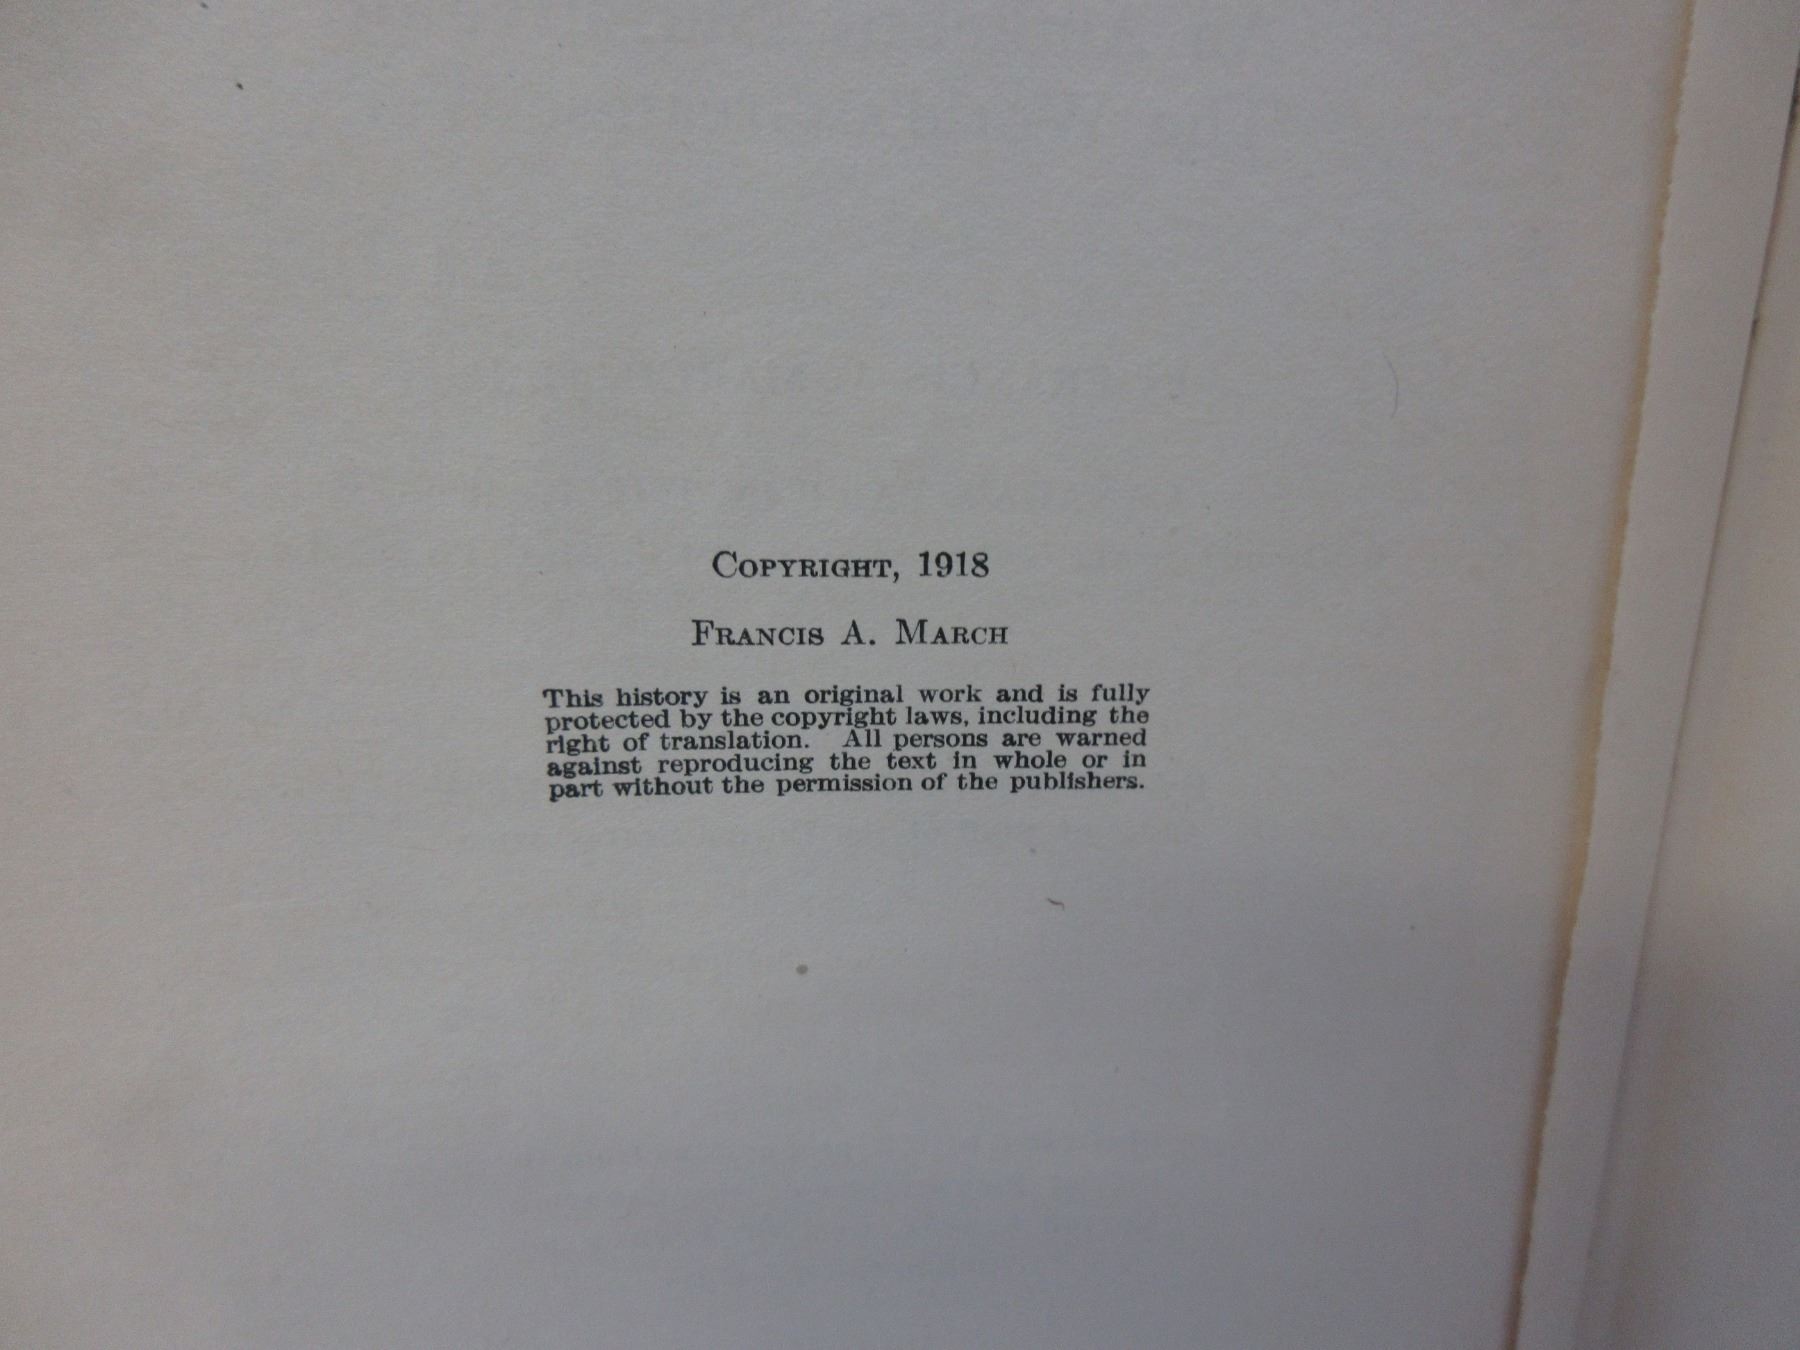 Copyright, 1918
Francis A. March
This history is an original work and is fully
protected by the copyright laws, including the
right of translation. All persons are warned
against reproducing the text in whole or in
part without the permission of the publishers.